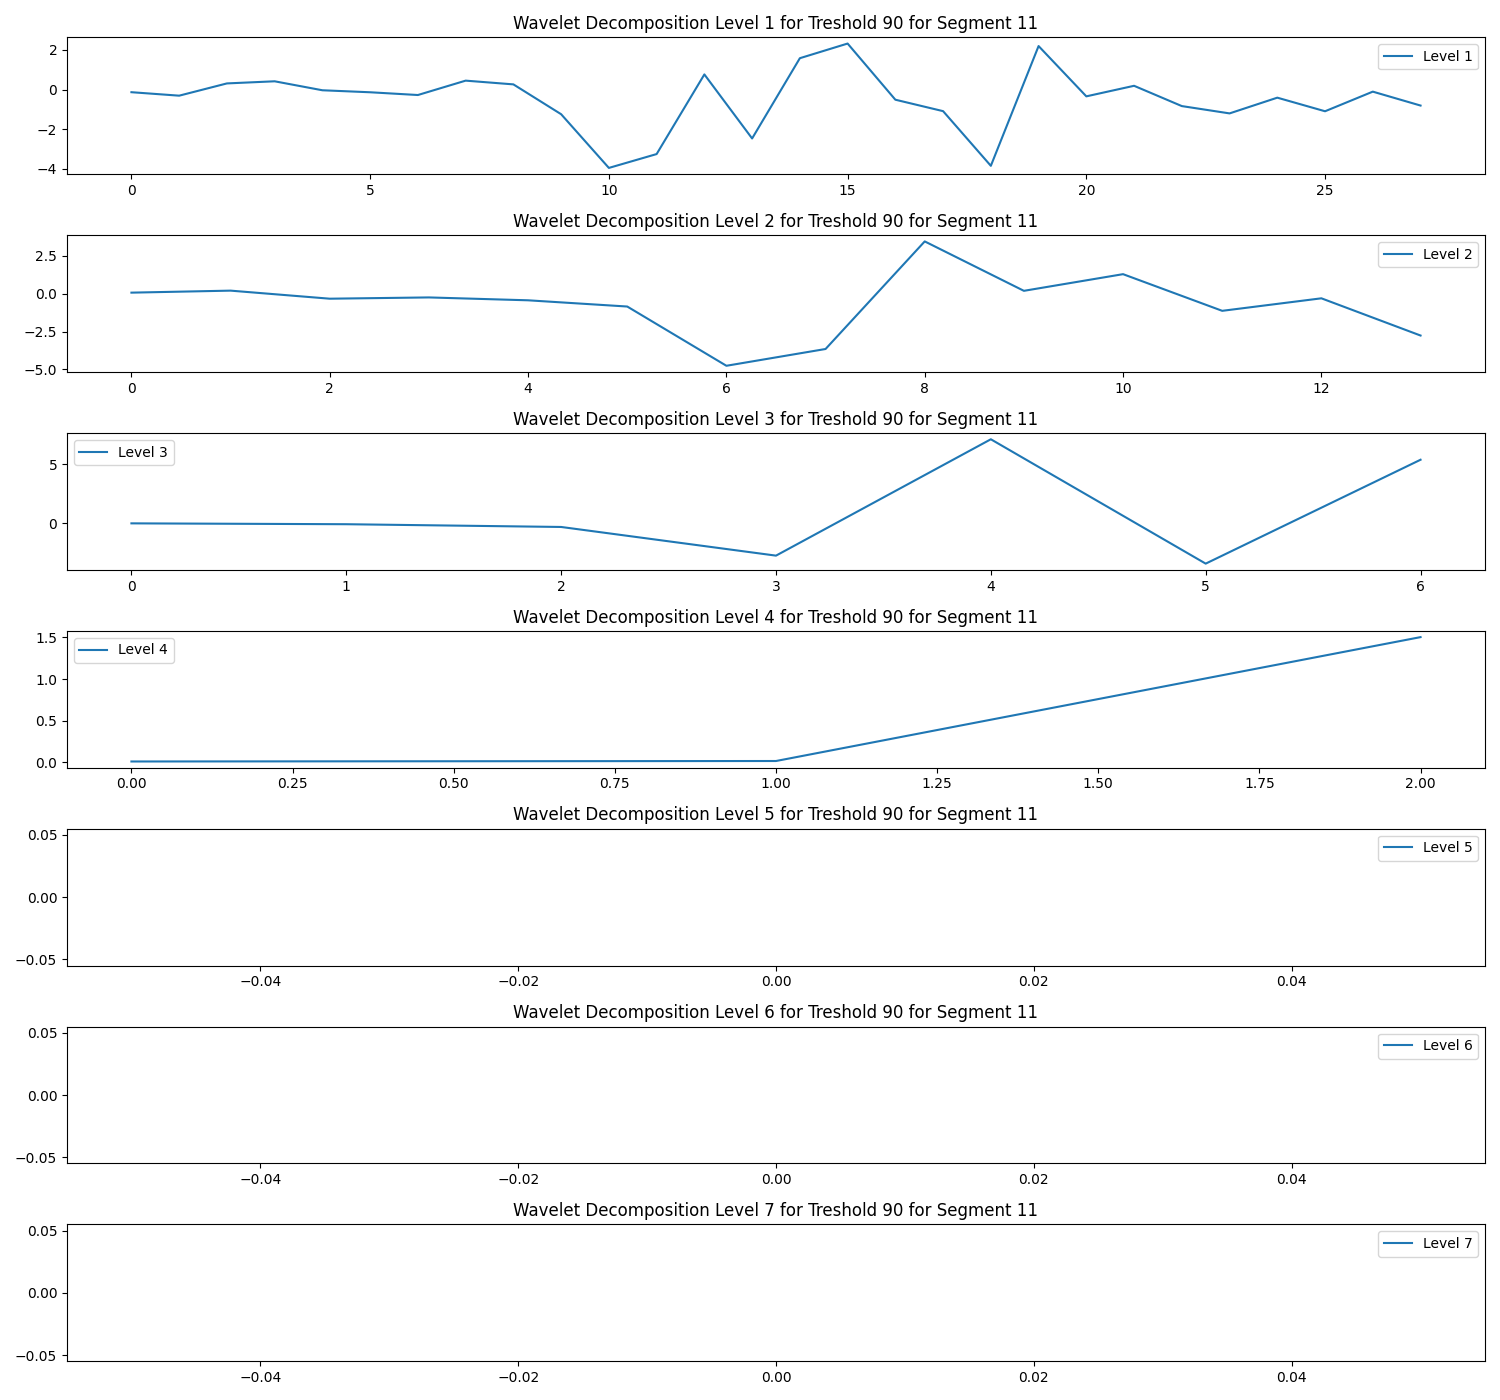 Wavelet Decomposition Level 1 for Treshold 90 for Segment 11
Level 1
2
0
−2
−4
0 5 10 15 20 25
Wavelet Decomposition Level 2 for Treshold 90 for Segment 11
Level 2
2.5
0.0
−2.5
−5.0
0 2 4 6 8 10 12
Wavelet Decomposition Level 3 for Treshold 90 for Segment 11
Level 3
5
0
0 1 2 3 4 5 6
Wavelet Decomposition Level 4 for Treshold 90 for Segment 11
Level 4
1.5
1.0
0.5
0.0
0.00 0.25 0.50 0.75 1.00 1.25 1.50 1.75 2.00
Wavelet Decomposition Level 5 for Treshold 90 for Segment 11
Level 5
0.05
0.00
−0.05
−0.04 −0.02 0.00 0.02 0.04
Wavelet Decomposition Level 6 for Treshold 90 for Segment 11
Level 6
0.05
0.00
−0.05
−0.04 −0.02 0.00 0.02 0.04
Wavelet Decomposition Level 7 for Treshold 90 for Segment 11
Level 7
0.05
0.00
−0.05
−0.04 −0.02 0.00 0.02 0.04